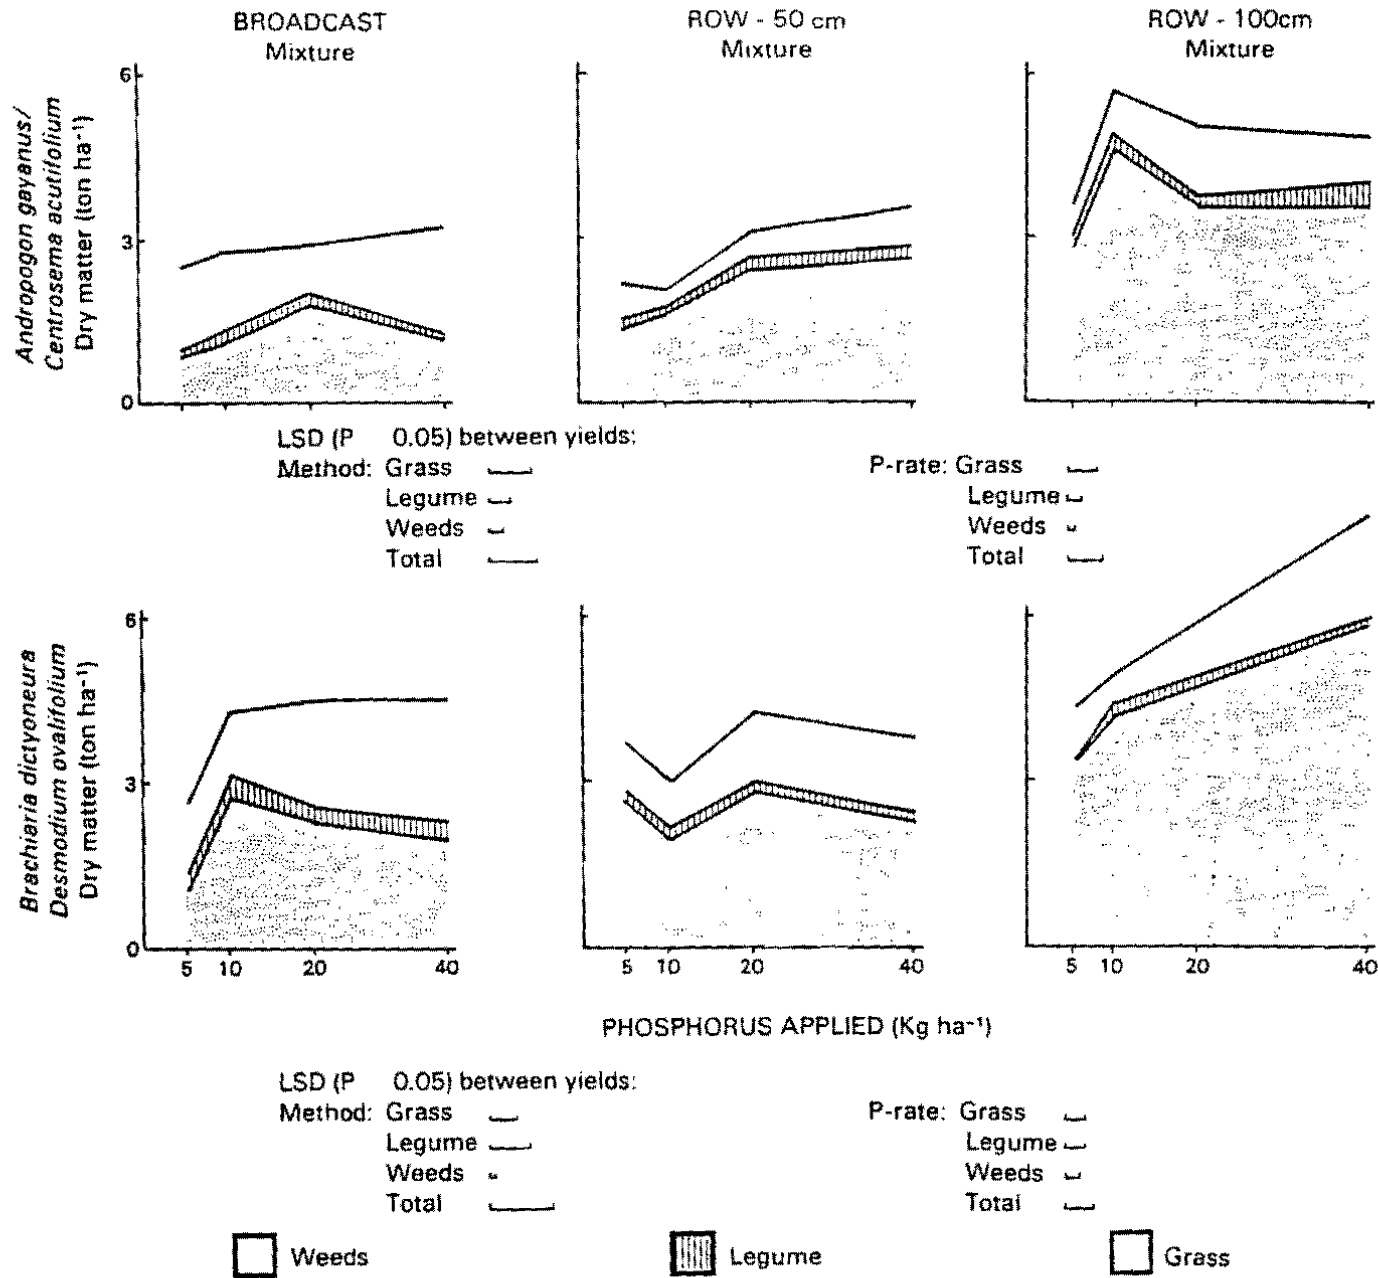 BROADCAST
Mixture
ROW - 50 cm
Mixture
ROW - 100cm
Mixture
Andropogon gayanus/
Centrosema acutifolium
Dry matter (ton ha⁻¹)
6
3
0
LSD (P 0.05) between yields:
Method: Grass
Legume
Weeds
Total
P-rate: Grass
Legume
Weeds
Total
Brachiaria dictyoneura
Desmodium ovalifolium
Dry matter (ton ha⁻¹)
6
3
0
5 10 20 40
5 10 20 40
5 10 20 40
PHOSPHORUS APPLIED (Kg ha⁻¹)
LSD (P 0.05) between yields:
Method: Grass
Legume
Weeds
Total
P-rate: Grass
Legume
Weeds
Total
Weeds
Legume
Grass